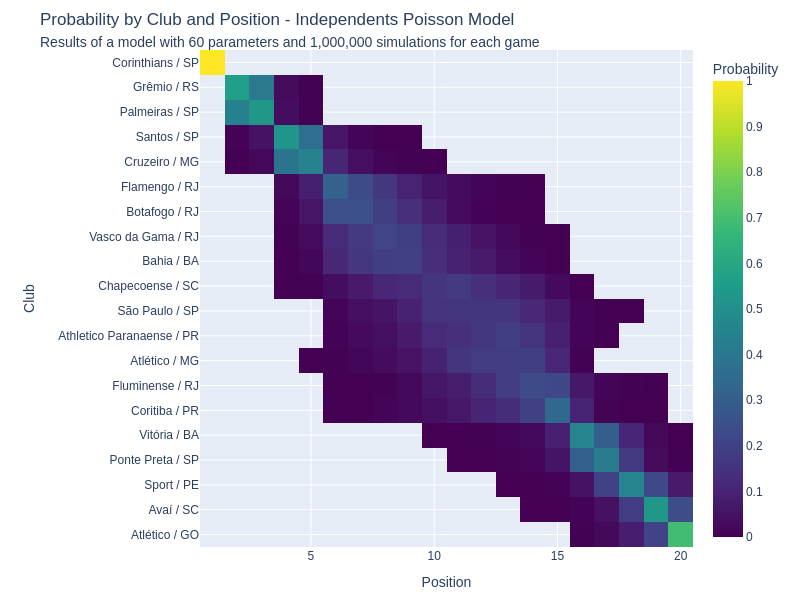 Probability by Club and Position - Independents Poisson Model
Results of a model with 60 parameters and 1,000,000 simulations for each game
Probability
Corinthians / SP
Grêmio / RS
Palmeiras / SP
Santos / SP
Cruzeiro / MG
Flamengo / RJ
Botafogo / RJ
Vasco da Gama / RJ
Bahia / BA
Chapecoense / SC
São Paulo / SP
Athletico Paranaense / PR
Atlético / MG
Fluminense / RJ
Coritiba / PR
Vitória / BA
Ponte Preta / SP
Sport / PE
Avaí / SC
Atlético / GO
Club
5
10
15
20
Position
1
0.9
0.8
0.7
0.6
0.5
0.4
0.3
0.2
0.1
0